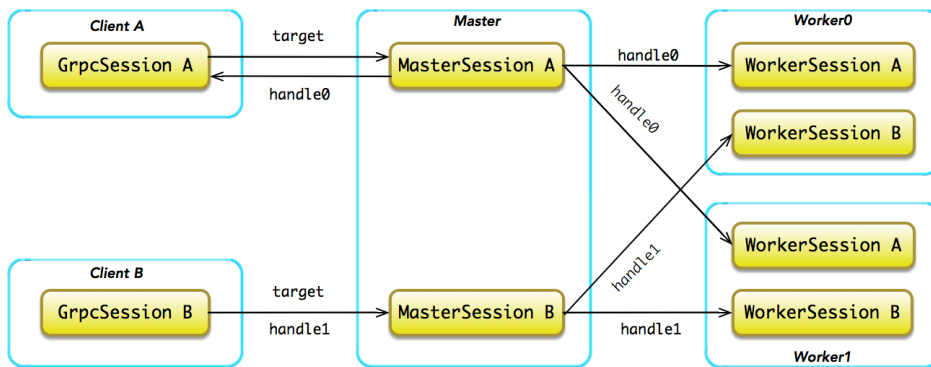 Client A
Master
Worker0
target
GrpcSession A
MasterSession A
handle0
WorkerSession A
handle0
handle0
WorkerSession B
WorkerSession A
Client B
handle1
target
GrpcSession B
MasterSession B
WorkerSession B
handle1
handle1
Worker1